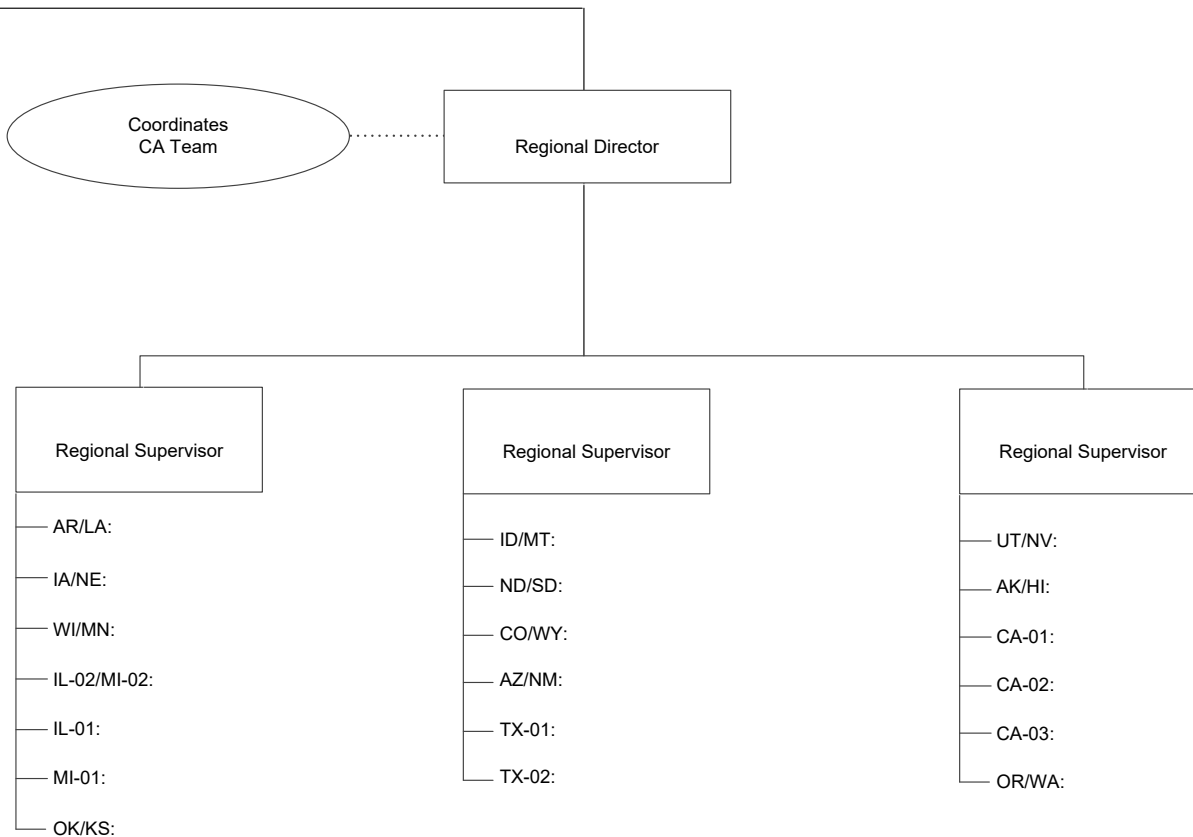 Coordinates
CA Team
Regional Director
Regional Supervisor
AR/LA:
IA/NE:
WI/MN:
IL-02/MI-02:
IL-01:
MI-01:
OK/KS:
Regional Supervisor
ID/MT:
ND/SD:
CO/WY:
AZ/NM:
TX-01:
TX-02:
Regional Supervisor
UT/NV:
AK/HI:
CA-01:
CA-02:
CA-03:
OR/WA: